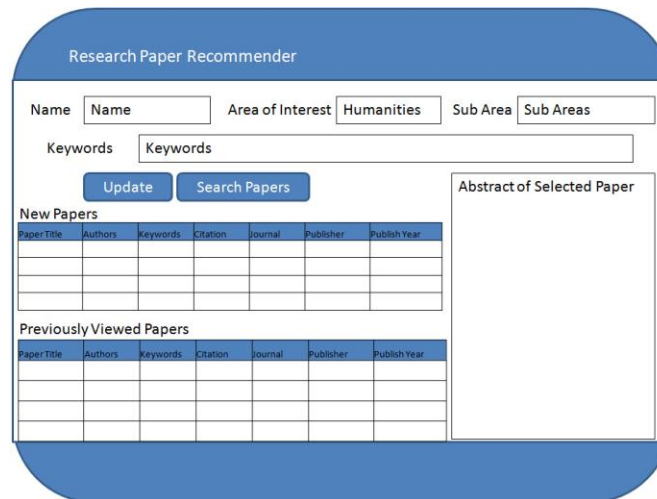 Research Paper Recommender
Name Name Area of Interest Humanities Sub Area Sub Areas
Keywords Keywords
Update Search Papers Abstract of Selected Paper
New Papers
Paper Title Authors Keywords Citation Journal Publisher Publish Year
Previously Viewed Papers
Paper Title Authors Keywords Citation Journal Publisher Publish Year